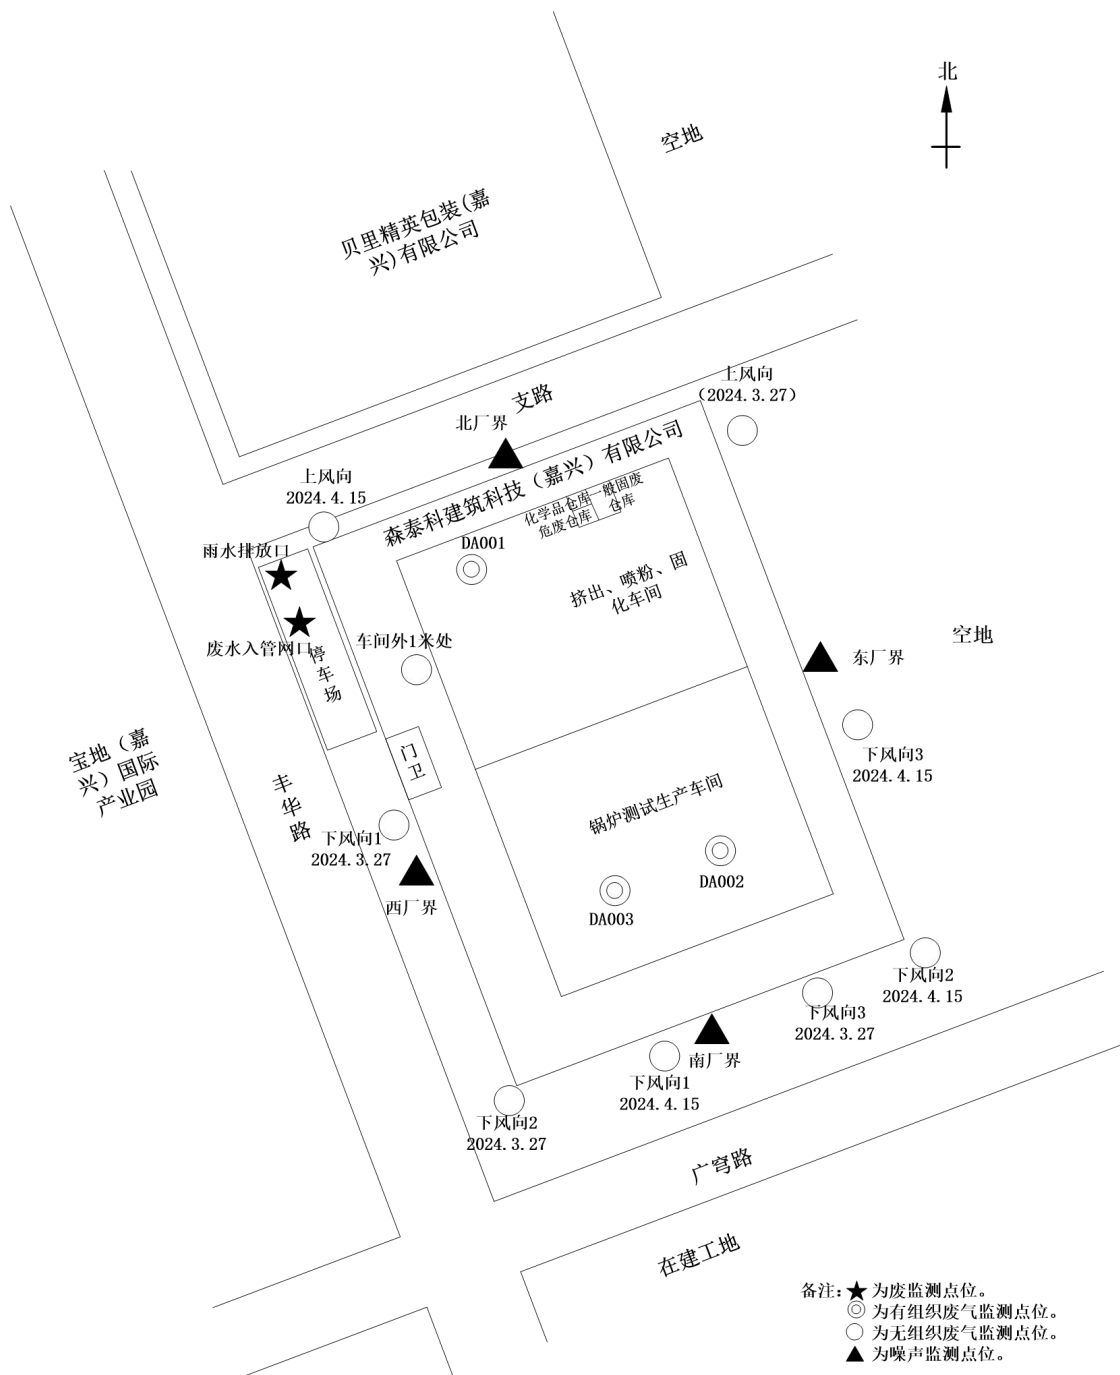 北
空地
贝里精英包装(嘉
兴)有限公司
上风向
（2024.3.27）
支路
北厂界
森泰科建筑科技（嘉兴）有限公司
上风向
2024.4.15
化学品仓库
一般固废
仓库
危废仓库
DA001
雨水排放口
挤出、喷粉、固
化车间
废水入管网口
车间外1米处
停车场
空地
东厂界
门卫
宝地（嘉
兴）国际
产业园
下风向3
2024.4.15
丰华路
锅炉测试生产车间
下风向1
2024.3.27
DA002
西厂界
DA003
下风向2
2024.4.15
下风向3
2024.3.27
南厂界
下风向1
2024.4.15
下风向2
2024.3.27
广穹路
在建工地
备注:★为废监测点位。
◎为有组织废气监测点位。
○为无组织废气监测点位。
▲为噪声监测点位。